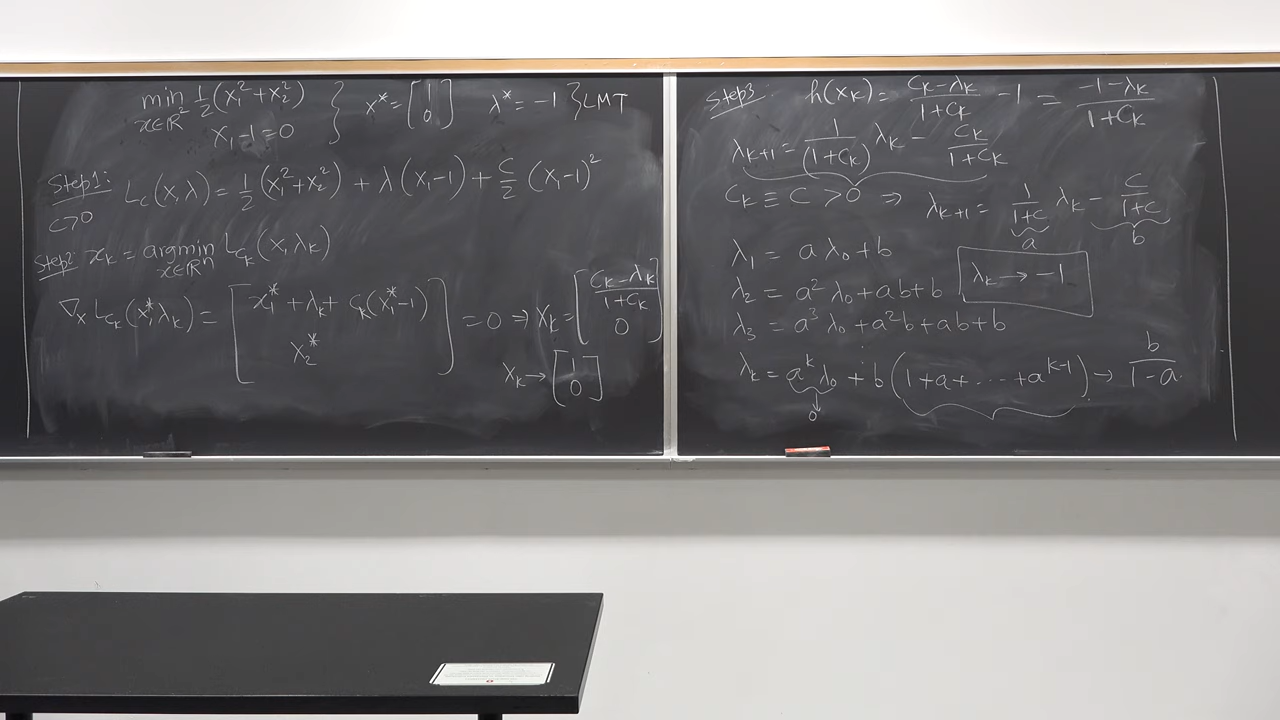 min x∈ℝ² ½(x₁²+x₂²) } x* = [1 0] λ* = -1 } LMT
x₁-1=0
Step1: L_c(x,λ) = ½(x₁²+x₂²) + λ(x₁-1) + c/2 (x₁-1)²
c>0
Step2: x_k = argmin x∈ℝⁿ L_{c_k}(x,λ_k)
∇ₓ L_{c_k}(x*,λ_k) = [x₁* + λ_k + c_k(x₁*-1) x₂*] = 0 ⇒ x_k = [(c_k-λ_k)/(1+c_k) 0]
x_k → [1 0]
Step3: h(x_k) = (c_k-λ_k)/(1+c_k) - 1 = (-1-λ_k)/(1+c_k)
λ_{k+1} = 1/(1+c_k) λ_k - c_k/(1+c_k)
c_k ≡ c > 0 ⇒ λ_{k+1} = 1/(1+c) λ_k - c/(1+c)
a b
λ₁ = aλ₀+b
λ_k → -1
λ₂ = a²λ₀+ab+b
λ₃ = a³λ₀+a²b+ab+b
λ_k = a^kλ₀ + b(1+a+⋯+a^{k-1}) → b/(1-a)
↓
0